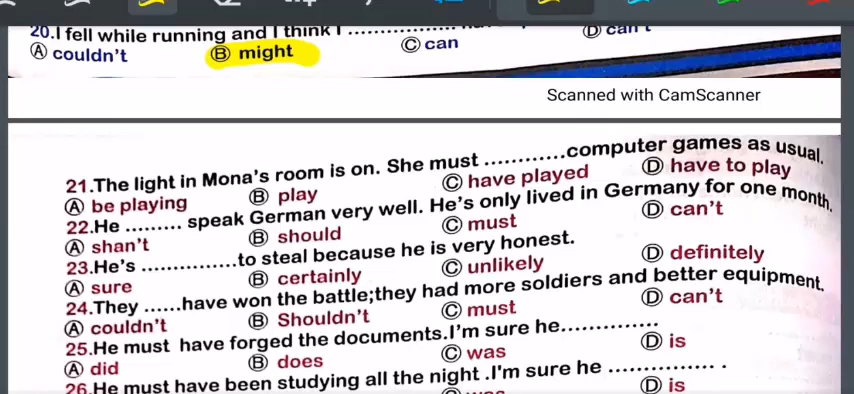 20.I fell while running and I think I ..................
Ⓐ couldn't Ⓑ might Ⓒ can Ⓓ can't
Scanned with CamScanner
21.The light in Mona's room is on. She must ............computer games as usual.
Ⓐ be playing Ⓑ play Ⓒ have played Ⓓ have to play
22.He ......... speak German very well. He's only lived in Germany for one month.
Ⓐ shan't Ⓑ should Ⓒ must Ⓓ can't
23.He's ...............to steal because he is very honest.
Ⓐ sure Ⓑ certainly Ⓒ unlikely Ⓓ definitely
24.They ......have won the battle;they had more soldiers and better equipment.
Ⓐ couldn't Ⓑ Shouldn't Ⓒ must Ⓓ can't
25.He must have forged the documents.I'm sure he...............
Ⓐ did Ⓑ does Ⓒ was Ⓓ is
26.He must have been studying all the night .I'm sure he ................ .
Ⓒ was Ⓓ is